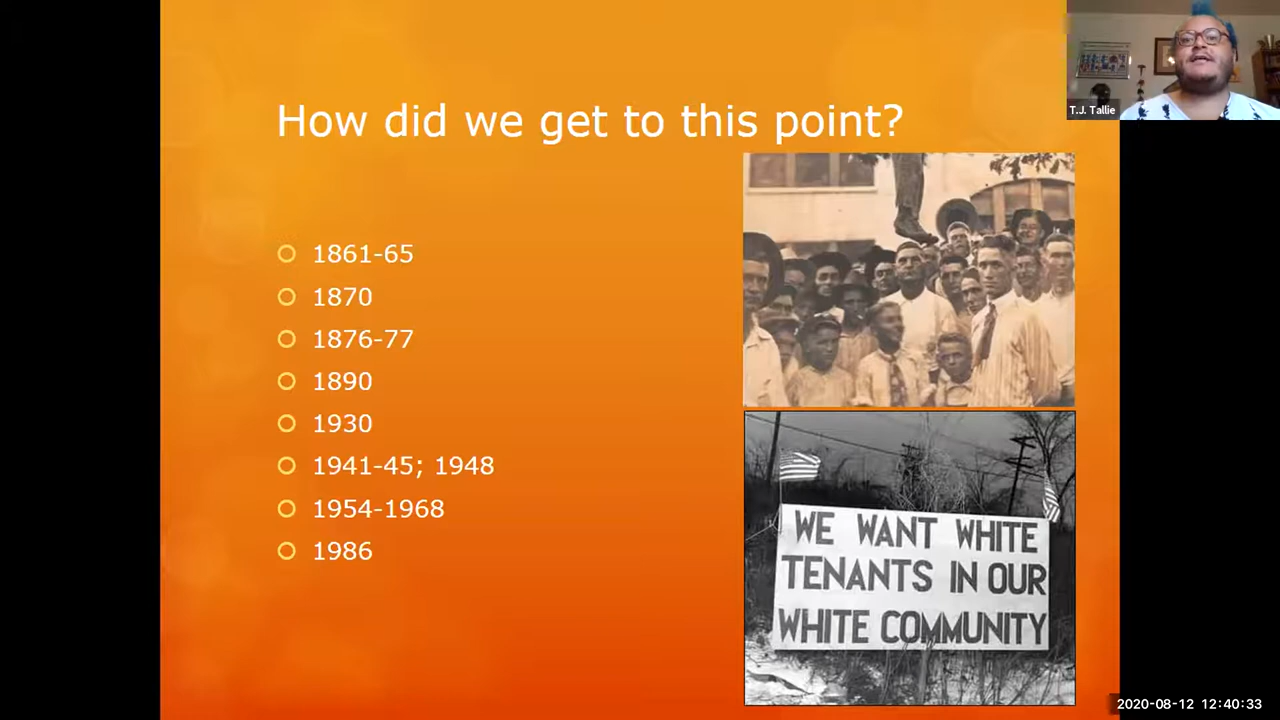 How did we get to this point?
1861-65
1870
1876-77
1890
1930
1941-45; 1948
1954-1968
1986
WE WANT WHITE
TENANTS IN OUR
WHITE COMMUNITY
T.J. Tallie
2020-08-12 12:40:33